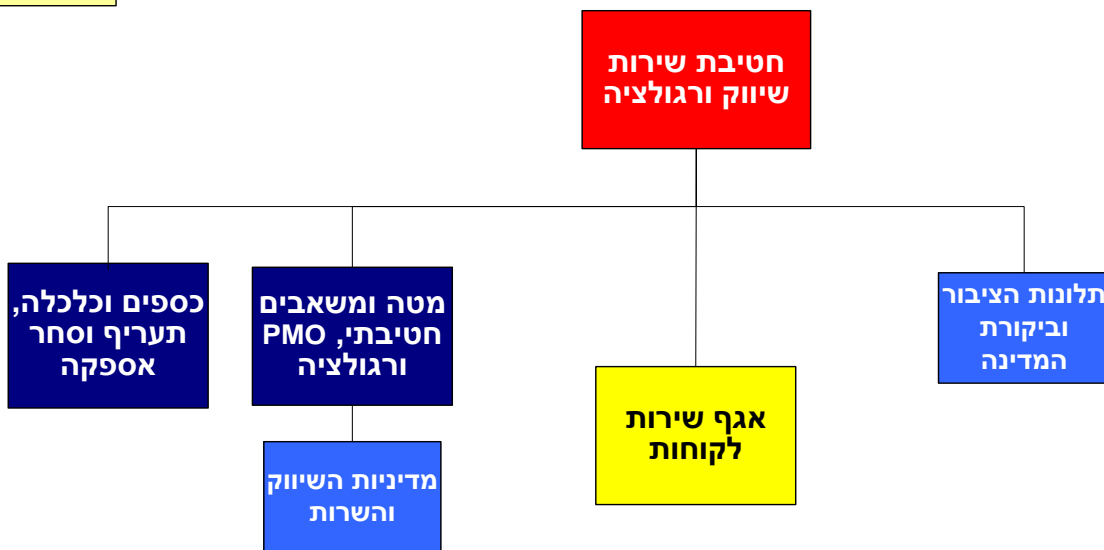 חטיבת שירות
שיווק ורגולציה
תלונות הציבור
וביקורת
המדינה
אגף שירות
לקוחות
מטה ומשאבים
חטיבתי, PMO
ורגולציה
מדיניות השיווק
והשרות
כספים וכלכלה,
תעריף וסחר
אספקה